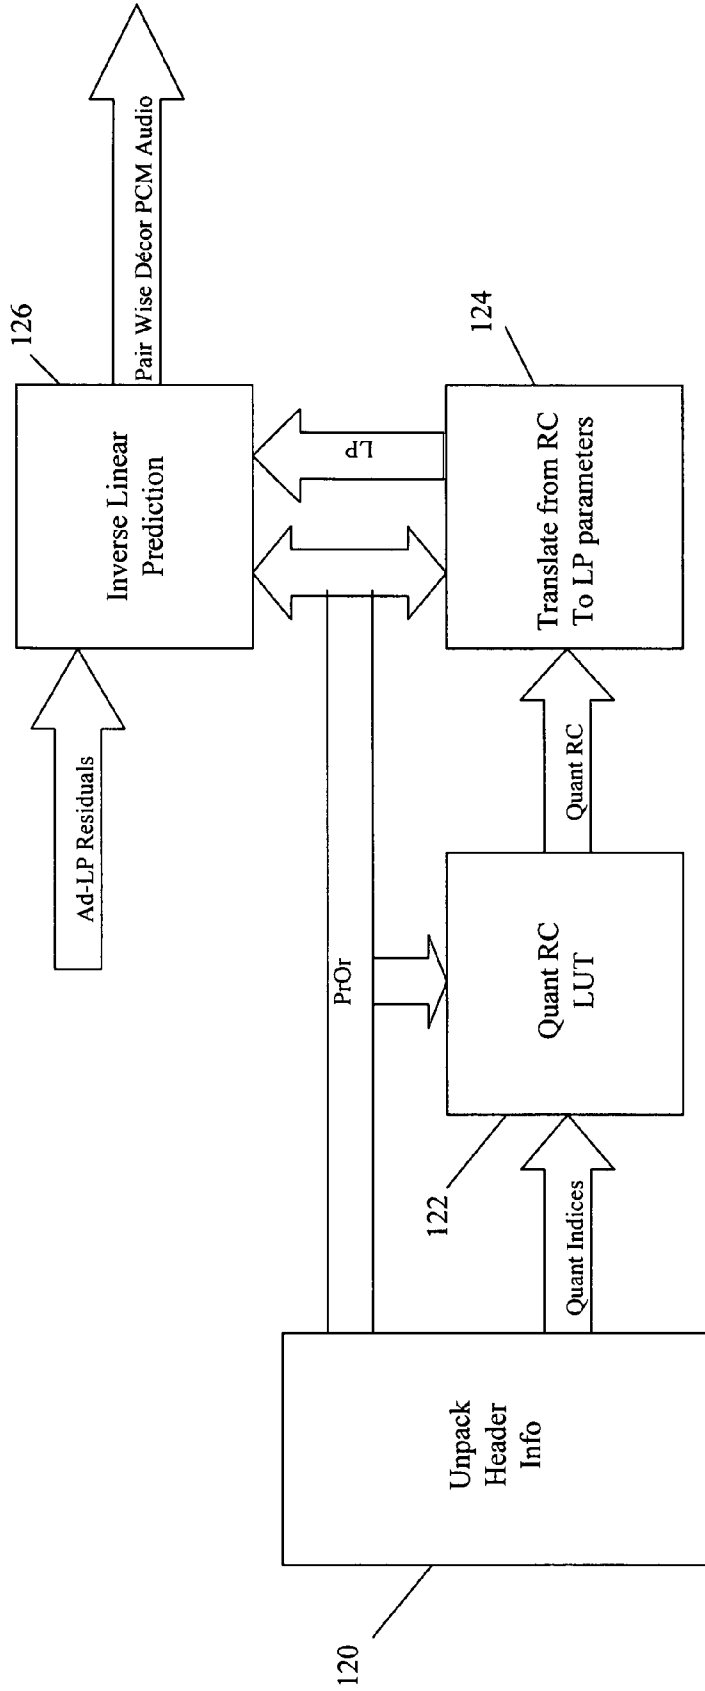 126
Pair Wise Décor PCM Audio
Inverse Linear
Prediction
Ad-LP Residuals
LP
124
Translate from RC
To LP parameters
PrOr
Quant RC
Quant RC
LUT
122
Quant Indices
Unpack
Header
Info
120